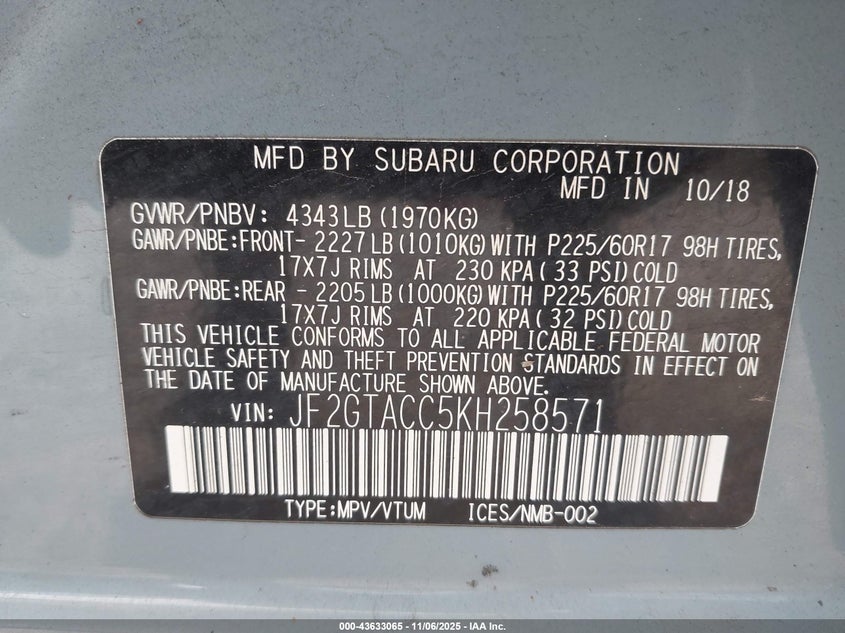 MFD BY SUBARU CORPORATION
MFD IN 10/18
GVWR/PNBV: 4343LB (1970KG)
GAWR/PNBE:FRONT- 2227LB (1010KG) WITH P225/60R17 98H TIRES,
17X7J RIMS AT 230 KPA ( 33 PSI) COLD
GAWR/PNBE:REAR - 2205LB (1000KG) WITH P225/60R17 98H TIRES,
17X7J RIMS AT 220 KPA ( 32 PSI) COLD
THIS VEHICLE CONFORMS TO ALL APPLICABLE FEDERAL MOTOR
VEHICLE SAFETY AND THEFT PREVENTION STANDARDS IN EFFECT ON
THE DATE OF MANUFACTURE SHOWN ABOVE.
VIN: JF2GTACC5KH258571
TYPE:MPV/VTUM ICES/NMB-002
000-43633065 - 11/06/2025 - IAA Inc.